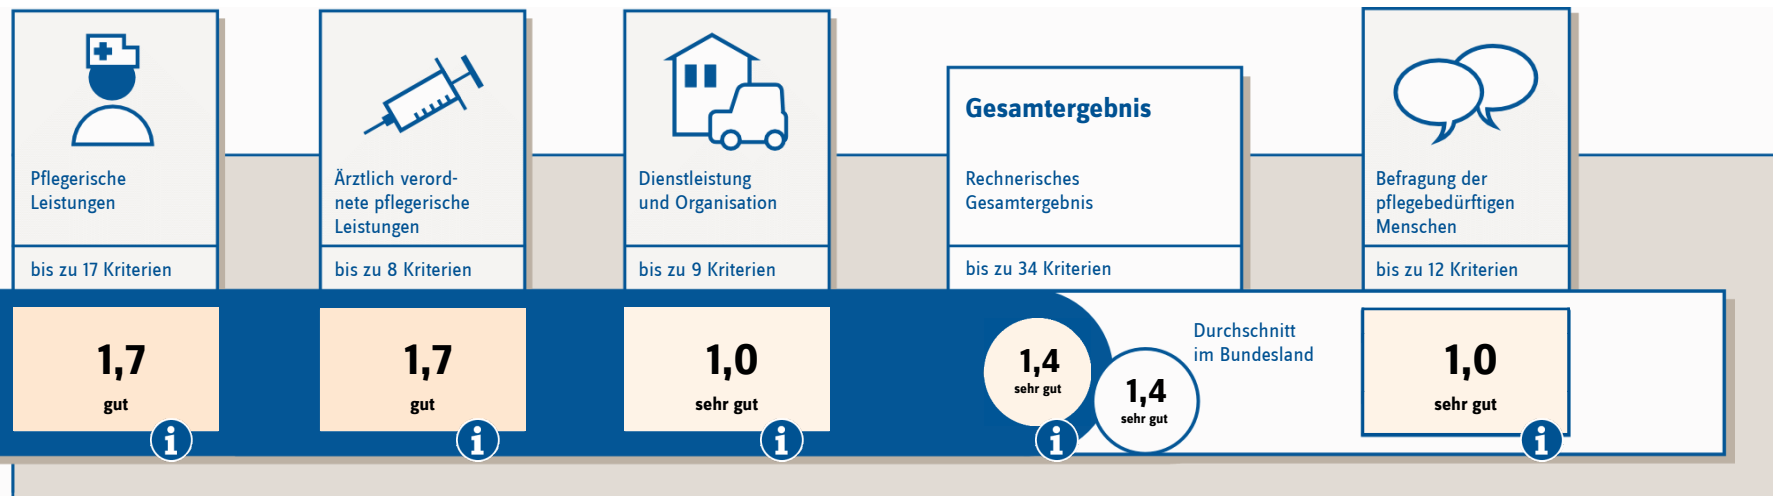 Pflegerische
Leistungen
bis zu 17 Kriterien
1,7
gut
i
Ärztlich verord-
nete pflegerische
Leistungen
bis zu 8 Kriterien
1,7
gut
i
Dienstleistung
und Organisation
bis zu 9 Kriterien
1,0
sehr gut
i
Gesamtergebnis
Rechnerisches
Gesamtergebnis
bis zu 34 Kriterien
1,4
sehr gut
i
1,4
sehr gut
Durchschnitt
im Bundesland
Befragung der
pflegebedürftigen
Menschen
bis zu 12 Kriterien
1,0
sehr gut
i